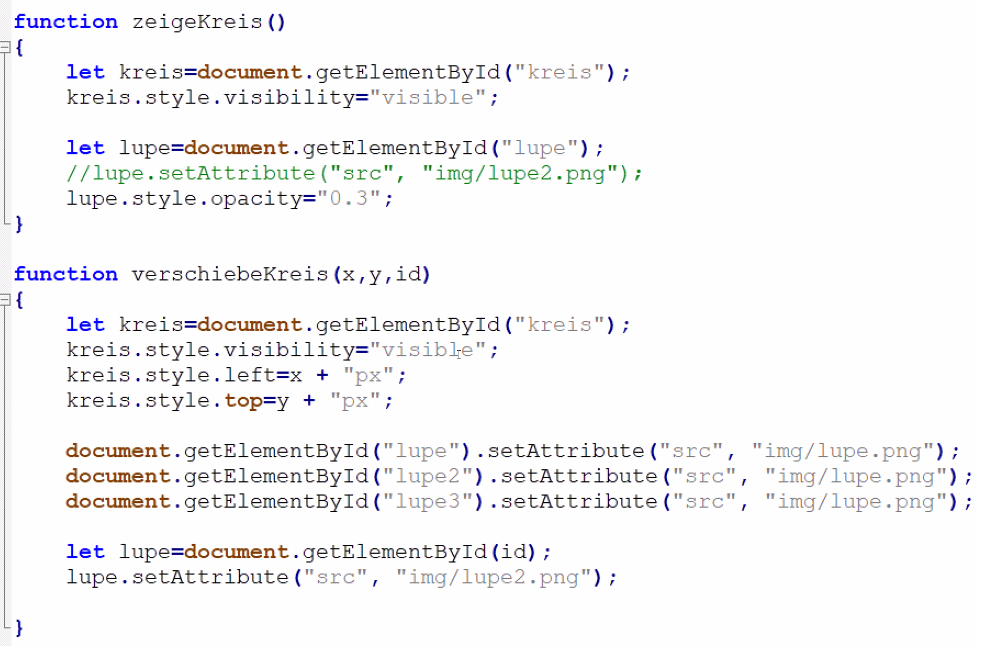 function zeigeKreis()
{
    let kreis=document.getElementById("kreis");
    kreis.style.visibility="visible";

    let lupe=document.getElementById("lupe");
    //lupe.setAttribute("src", "img/lupe2.png");
    lupe.style.opacity="0.3";
}

function verschiebeKreis(x,y,id)
{
    let kreis=document.getElementById("kreis");
    kreis.style.visibility="visible";
    kreis.style.left=x + "px";
    kreis.style.top=y + "px";

    document.getElementById("lupe").setAttribute("src", "img/lupe.png");
    document.getElementById("lupe2").setAttribute("src", "img/lupe.png");
    document.getElementById("lupe3").setAttribute("src", "img/lupe.png");

    let lupe=document.getElementById(id);
    lupe.setAttribute("src", "img/lupe2.png");

}